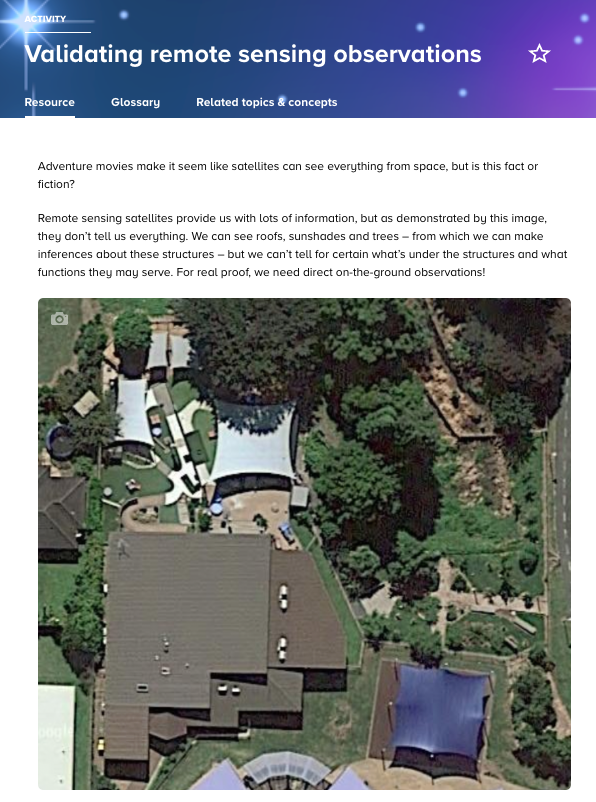 ACTIVITY
Validating remote sensing observations
Resource Glossary Related topics & concepts
Adventure movies make it seem like satellites can see everything from space, but is this fact or
fiction?
Remote sensing satellites provide us with lots of information, but as demonstrated by this image,
they don’t tell us everything. We can see roofs, sunshades and trees – from which we can make
inferences about these structures – but we can’t tell for certain what’s under the structures and what
functions they may serve. For real proof, we need direct on-the-ground observations!